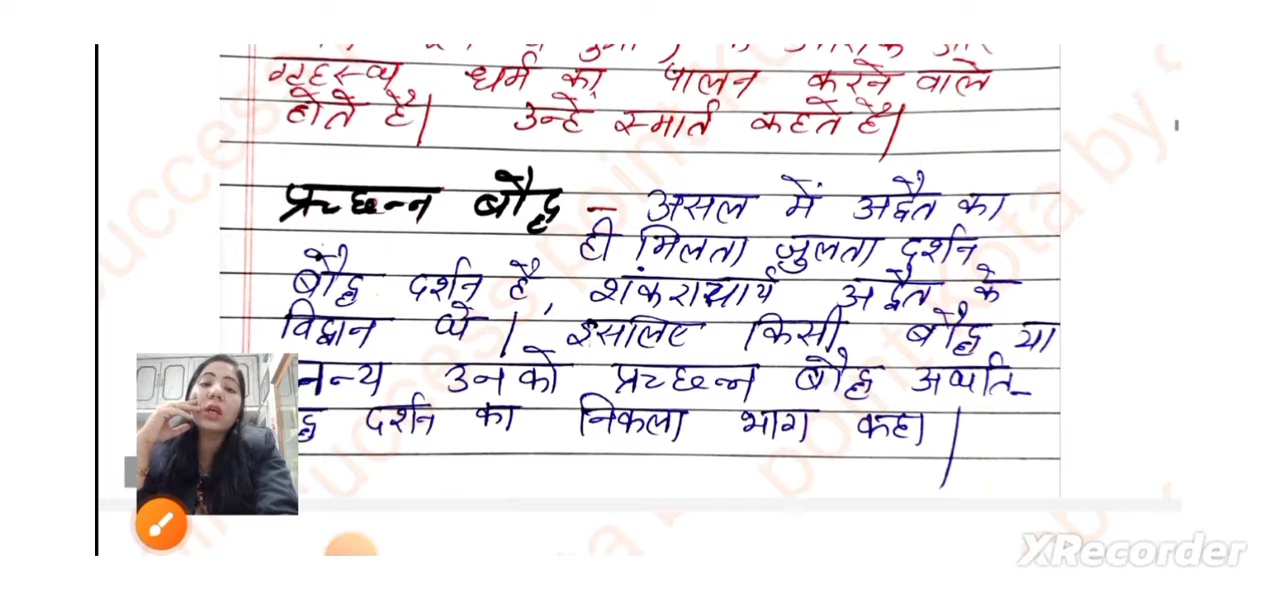 गृहस्थ धर्म का पालन करने वाले
होते है। उन्हे स्मार्त कहते है।
प्रच्छन्न बौद्ध - असल में अद्वैत का
ही मिलता जुलता दर्शन
बौद्ध दर्शन है, शंकराचार्य अद्वैत के
विद्वान थे। इसलिए किसी बौद्ध या
उनको प्रच्छन्न बौद्ध अर्थात-
दर्शन का निकला भाग कहा।
XRecorder